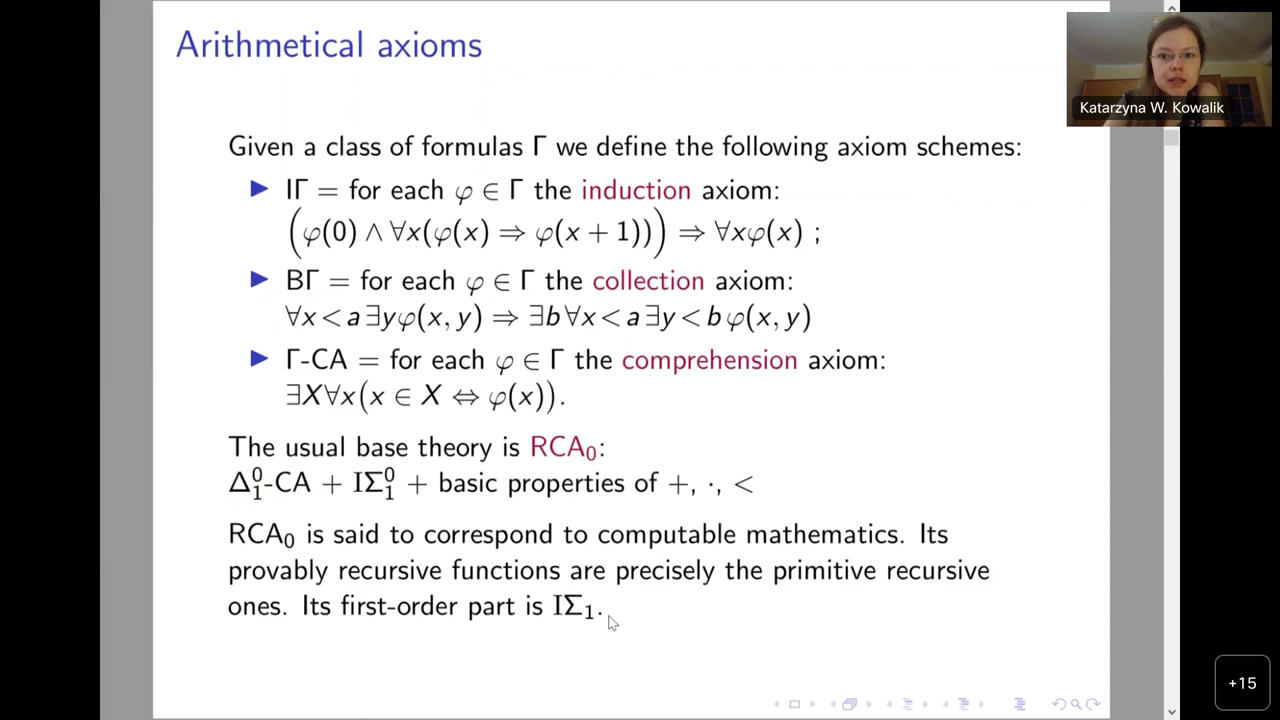 Arithmetical axioms
Katarzyna W. Kowalik
Given a class of formulas Γ we define the following axiom schemes:
▶ IΓ = for each φ ∈ Γ the induction axiom:
(φ(0) ∧ ∀x(φ(x) ⇒ φ(x + 1))) ⇒ ∀xφ(x) ;
▶ BΓ = for each φ ∈ Γ the collection axiom:
∀x < a ∃yφ(x, y) ⇒ ∃b ∀x < a ∃y < b φ(x, y)
▶ Γ-CA = for each φ ∈ Γ the comprehension axiom:
∃X∀x(x ∈ X ⇔ φ(x)).
The usual base theory is RCA₀:
Δ⁰₁-CA + IΣ⁰₁ + basic properties of +, ·, <
RCA₀ is said to correspond to computable mathematics. Its
provably recursive functions are precisely the primitive recursive
ones. Its first-order part is IΣ₁.
+15